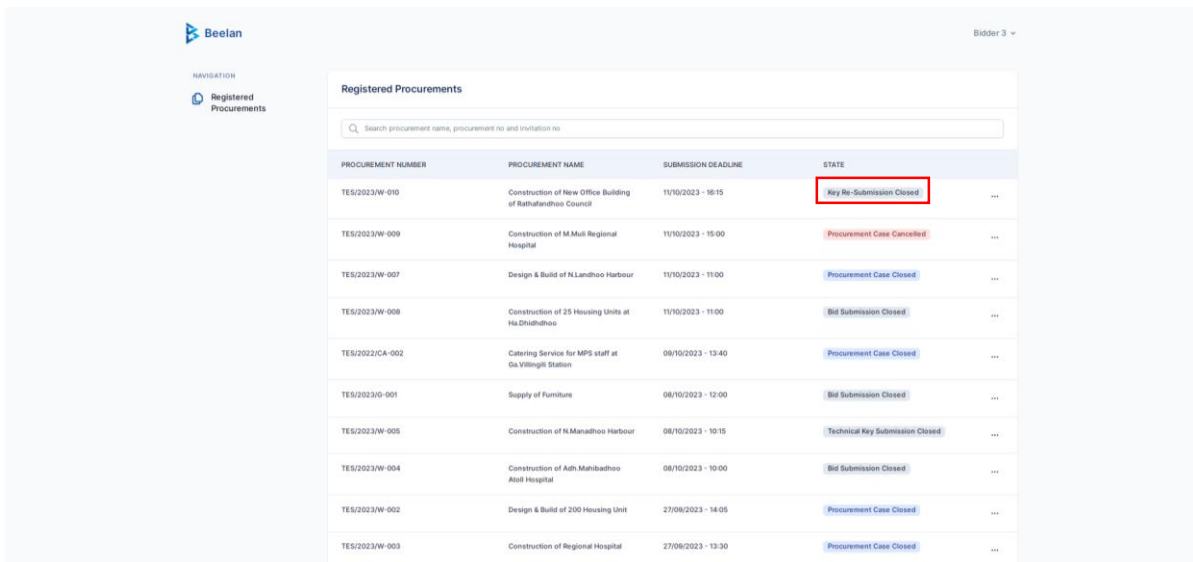 Beelan
Bidder 3
NAVIGATION
Registered
Procurements
Registered Procurements
Search procurement name, procurement no and invitation no
PROCUREMENT NUMBER PROCUREMENT NAME SUBMISSION DEADLINE STATE
TES/2023/W-010 Construction of New Office Building 11/10/2023 - 16:15 Key Re-Submission Closed ...
of Rathafandhoo Council
TES/2023/W-009 Construction of M.Muli Regional 11/10/2023 - 15:00 Procurement Case Cancelled ...
Hospital
TES/2023/W-007 Design & Build of N.Landhoo Harbour 11/10/2023 - 11:00 Procurement Case Closed ...
TES/2023/W-008 Construction of 25 Housing Units at 11/10/2023 - 11:00 Bid Submission Closed ...
Ha.Dhidhdhoo
TES/2022/CA-002 Catering Service for MPS staff at 09/10/2023 - 13:40 Procurement Case Closed ...
Ga.Villingili Station
TES/2023/G-001 Supply of Furniture 08/10/2023 - 12:00 Bid Submission Closed ...
TES/2023/W-005 Construction of N.Manadhoo Harbour 08/10/2023 - 10:15 Technical Key Submission Closed ...
TES/2023/W-004 Construction of Adh.Mahibadhoo 08/10/2023 - 10:00 Bid Submission Closed ...
Atoll Hospital
TES/2023/W-002 Design & Build of 200 Housing Unit 27/09/2023 - 14:05 Procurement Case Closed ...
TES/2023/W-003 Construction of Regional Hospital 27/09/2023 - 13:30 Procurement Case Closed ...